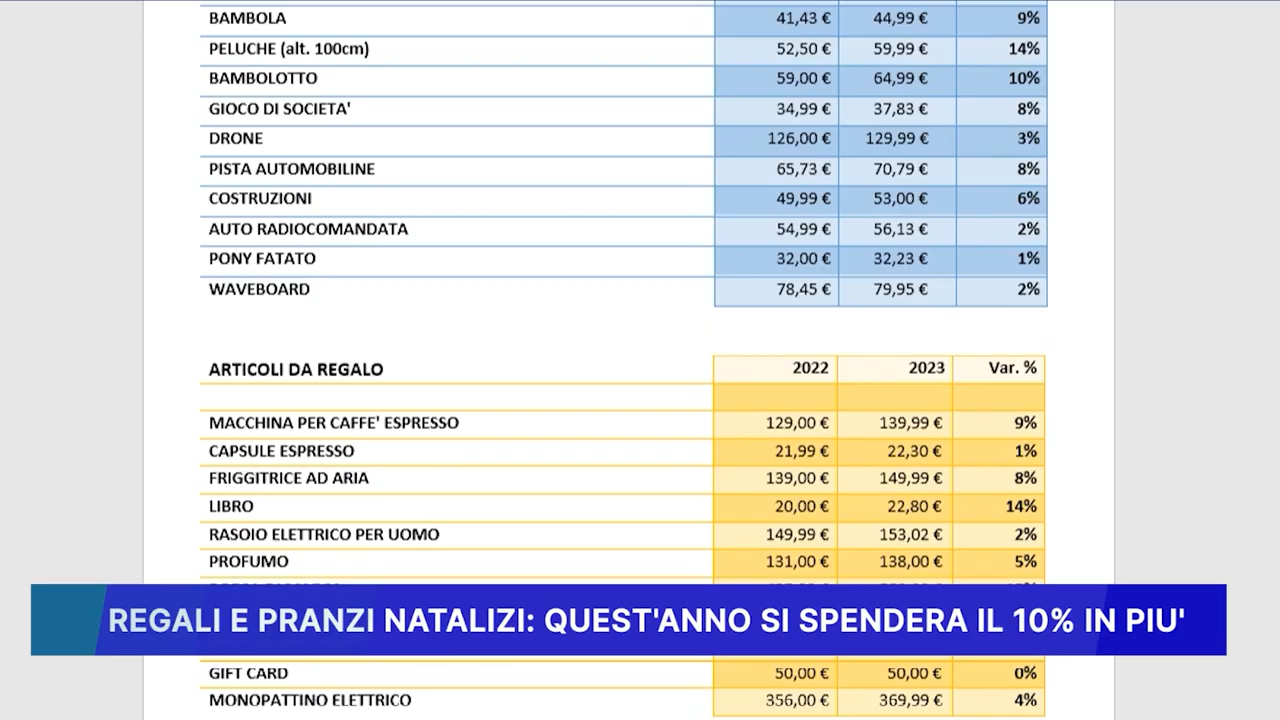 BAMBOLA 41,43 € 44,99 € 9%
PELUCHE (alt. 100cm) 52,50 € 59,99 € 14%
BAMBOLOTTO 59,00 € 64,99 € 10%
GIOCO DI SOCIETA' 34,99 € 37,83 € 8%
DRONE 126,00 € 129,99 € 3%
PISTA AUTOMOBILINE 65,73 € 70,79 € 8%
COSTRUZIONI 49,99 € 53,00 € 6%
AUTO RADIOCOMANDATA 54,99 € 56,13 € 2%
PONY FATATO 32,00 € 32,23 € 1%
WAVEBOARD 78,45 € 79,95 € 2%
ARTICOLI DA REGALO 2022 2023 Var. %
MACCHINA PER CAFFE' ESPRESSO 129,00 € 139,99 € 9%
CAPSULE ESPRESSO 21,99 € 22,30 € 1%
FRIGGITRICE AD ARIA 139,00 € 149,99 € 8%
LIBRO 20,00 € 22,80 € 14%
RASOIO ELETTRICO PER UOMO 149,99 € 153,02 € 2%
PROFUMO 131,00 € 138,00 € 5%
REGALI E PRANZI NATALIZI: QUEST'ANNO SI SPENDERA IL 10% IN PIU'
GIFT CARD 50,00 € 50,00 € 0%
MONOPATTINO ELETTRICO 356,00 € 369,99 € 4%